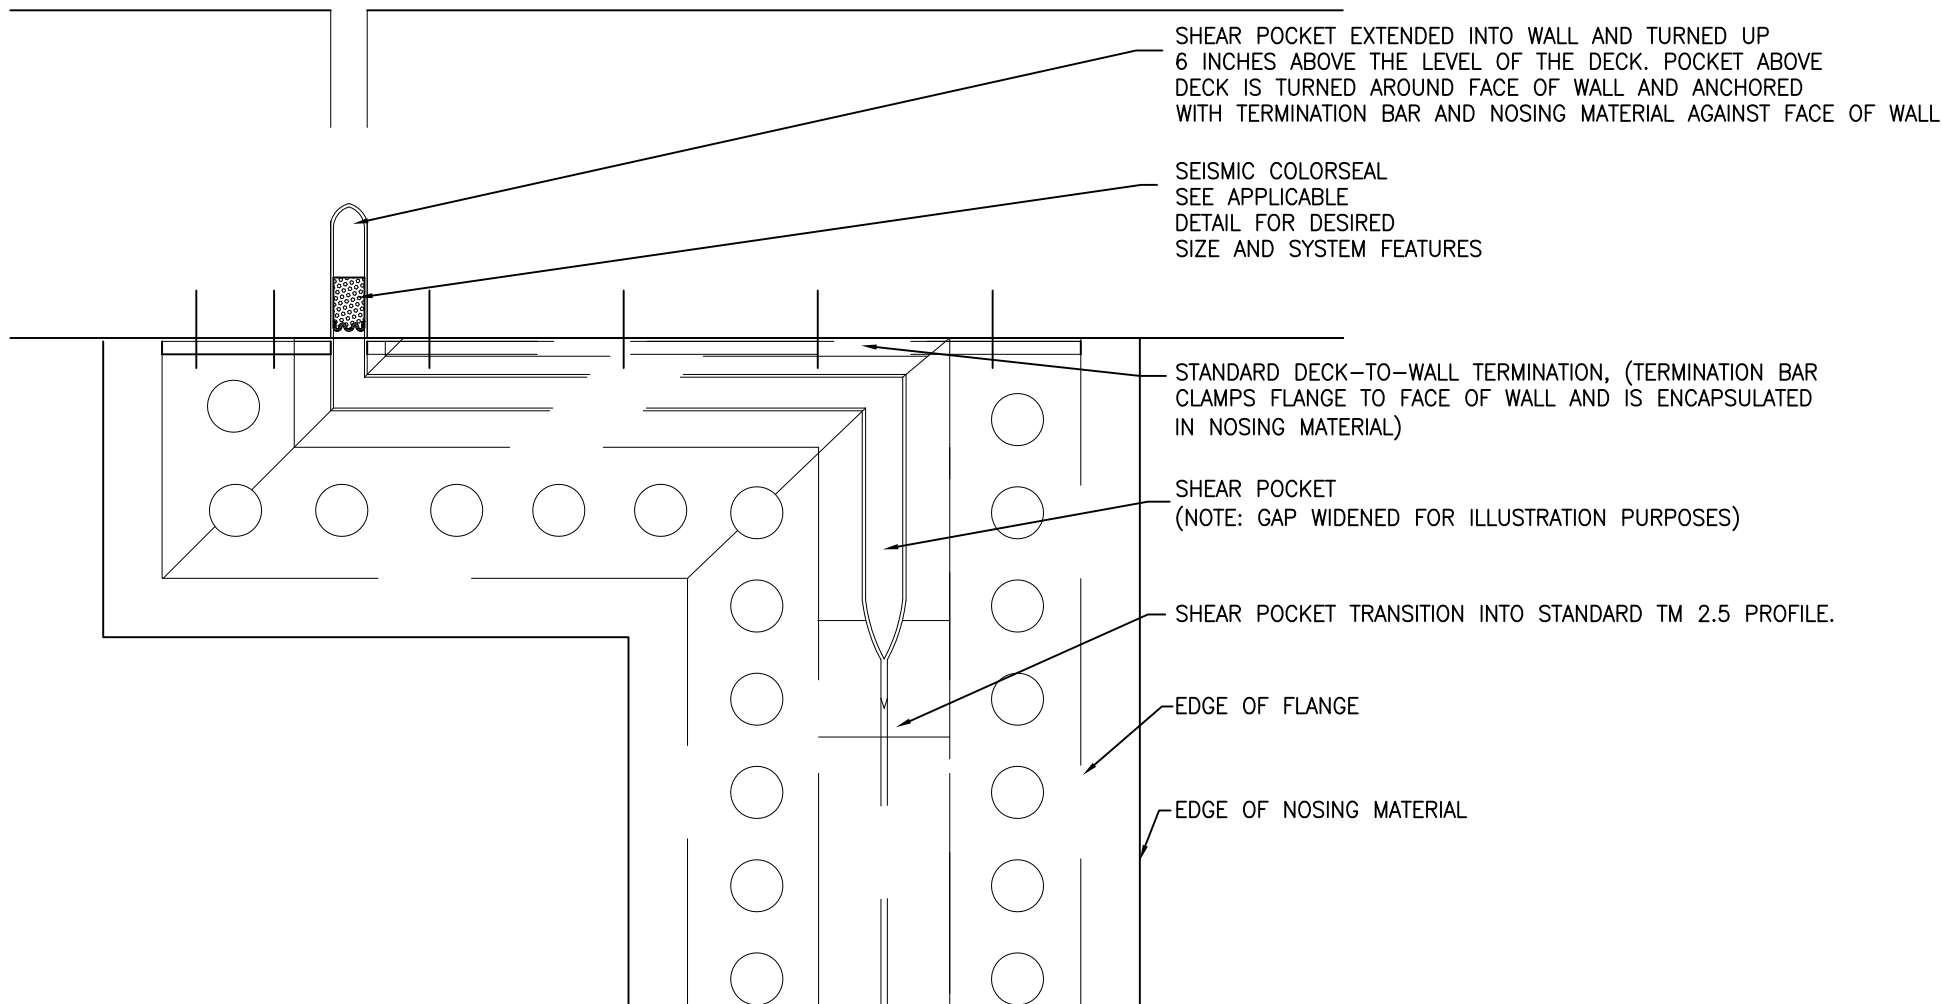 SHEAR POCKET EXTENDED INTO WALL AND TURNED UP
6 INCHES ABOVE THE LEVEL OF THE DECK. POCKET ABOVE
DECK IS TURNED AROUND FACE OF WALL AND ANCHORED
WITH TERMINATION BAR AND NOSING MATERIAL AGAINST FACE OF WALL
SEISMIC COLORSEAL
SEE APPLICABLE
DETAIL FOR DESIRED
SIZE AND SYSTEM FEATURES
STANDARD DECK-TO-WALL TERMINATION, (TERMINATION BAR
CLAMPS FLANGE TO FACE OF WALL AND IS ENCAPSULATED
IN NOSING MATERIAL)
SHEAR POCKET
(NOTE: GAP WIDENED FOR ILLUSTRATION PURPOSES)
SHEAR POCKET TRANSITION INTO STANDARD TM 2.5 PROFILE.
EDGE OF FLANGE
EDGE OF NOSING MATERIAL